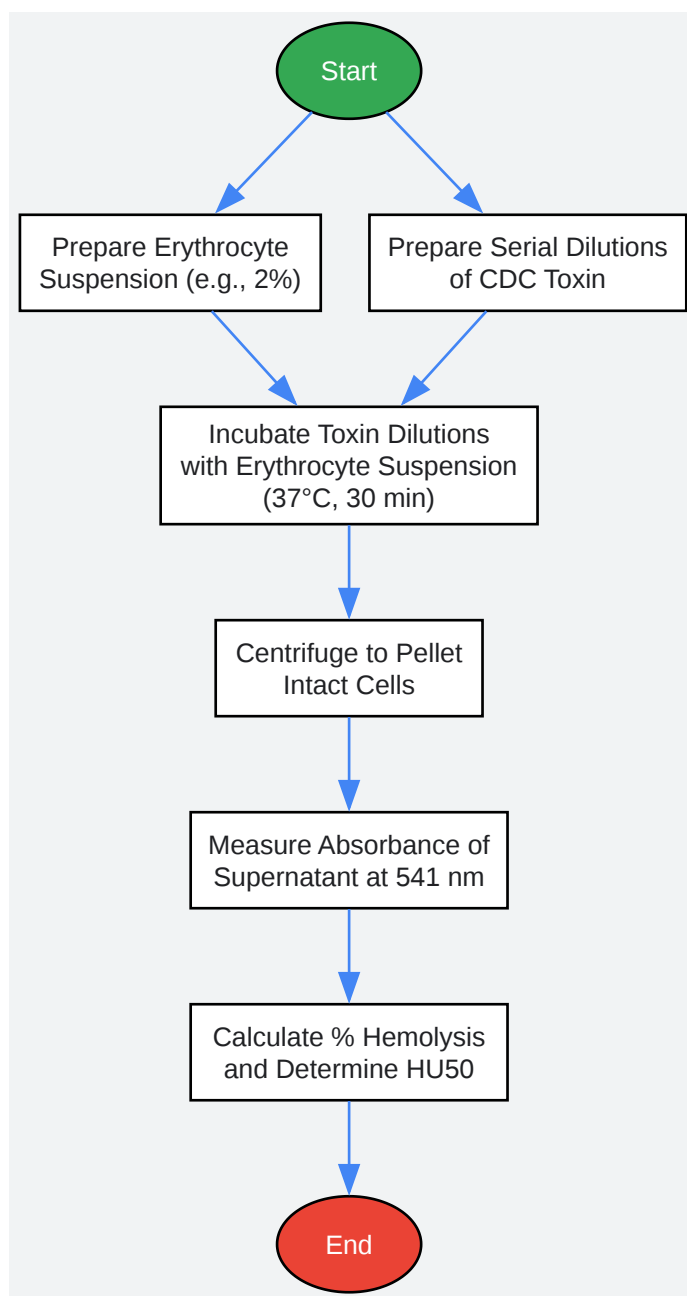 Start
Prepare Erythrocyte
Suspension (e.g., 2%)
Prepare Serial Dilutions
of CDC Toxin
Incubate Toxin Dilutions
with Erythrocyte Suspension
(37°C, 30 min)
Centrifuge to Pellet
Intact Cells
Measure Absorbance of
Supernatant at 541 nm
Calculate % Hemolysis
and Determine HU50
End